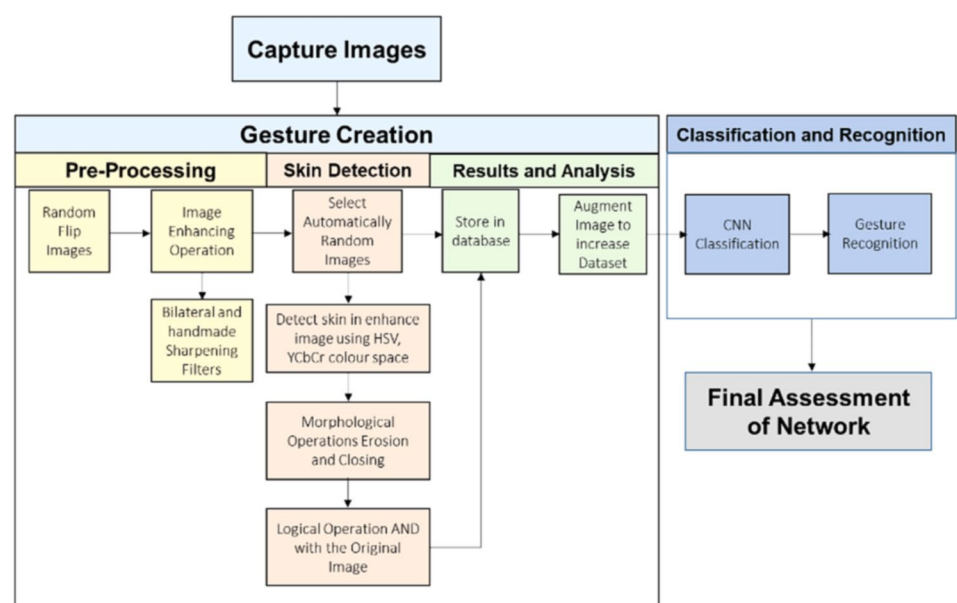 Capture Images
Gesture Creation
Classification and Recognition
Pre-Processing
Skin Detection
Results and Analysis
Random
Flip
Images
Image
Enhancing
Operation
Select
Automatically
Random
Images
Store in
database
Augment
Image to
increase
Dataset
CNN
Classification
Gesture
Recognition
Bilateral and
handmade
Sharpening
Filters
Detect skin in enhance
image using HSV,
YCbCr colour space
Morphological
Operations Erosion
and Closing
Logical Operation AND
with the Original
Image
Final Assessment
of Network